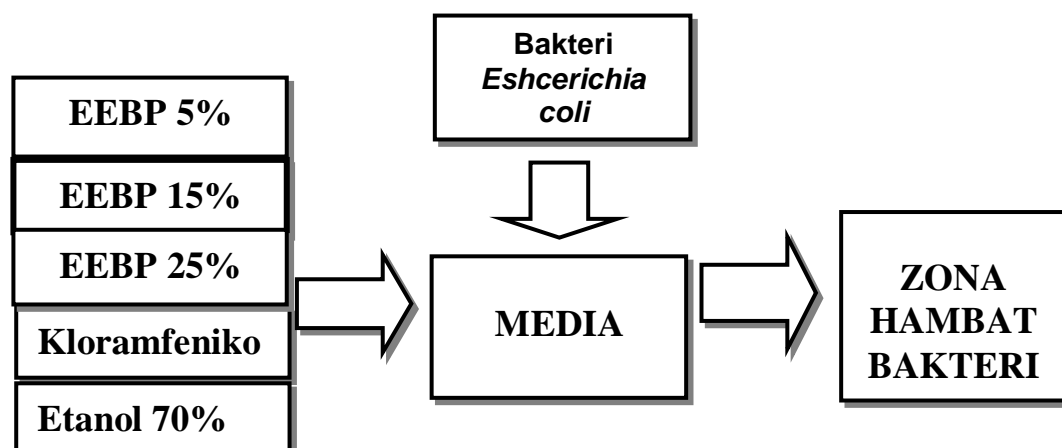 Bakteri
Eshcerichia
coli
EEBP 5%
EEBP 15%
EEBP 25%
Kloramfeniko
Etanol 70%
MEDIA
ZONA
HAMBAT
BAKTERI